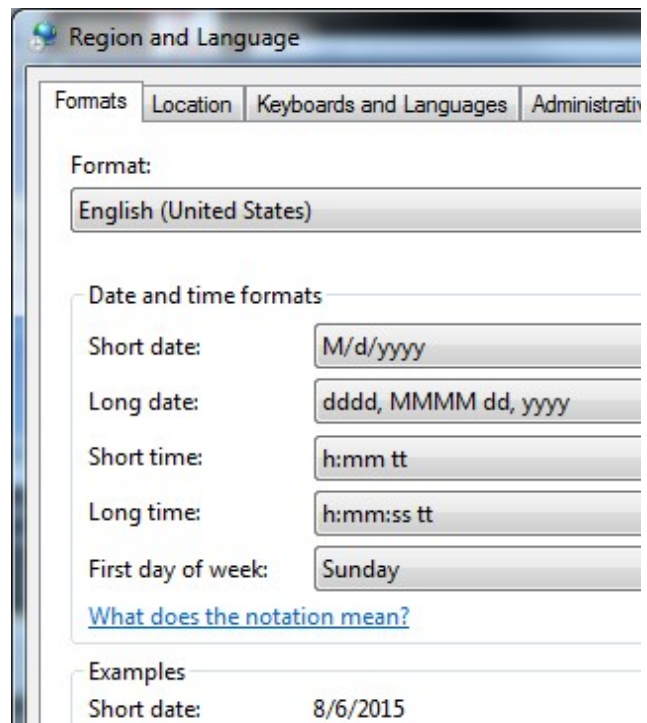 Region and Language
Formats Location Keyboards and Languages Administrativ
Format:
English (United States)
Date and time formats
Short date: M/d/yyyy
Long date: dddd, MMMM dd, yyyy
Short time: h:mm tt
Long time: h:mm:ss tt
First day of week: Sunday
What does the notation mean?
Examples
Short date: 8/6/2015